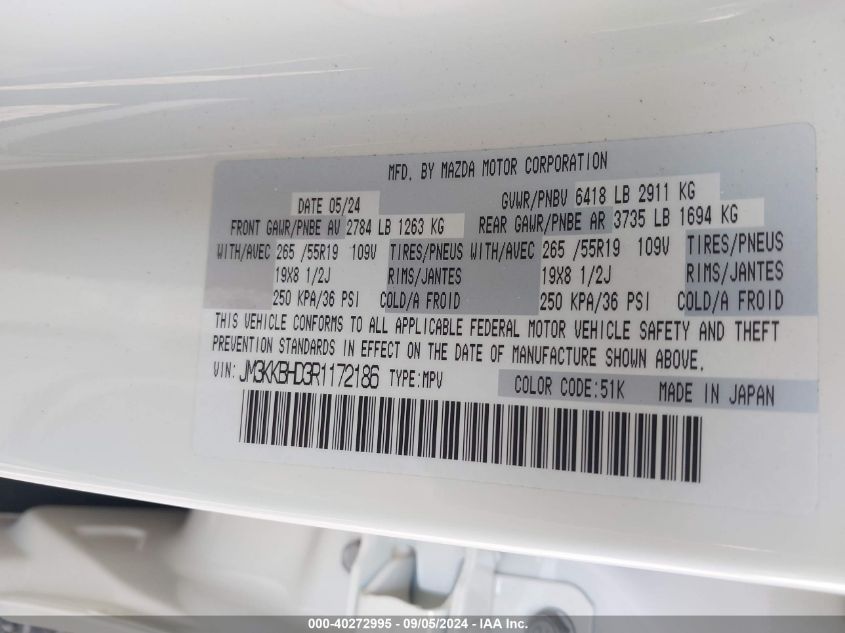 MFD. BY MAZDA MOTOR CORPORATION
DATE 05/24 GVWR/PNBV 6418 LB 2911 KG
FRONT GAWR/PNBE AV 2784 LB 1263 KG REAR GAWR/PNBE AR 3735 LB 1694 KG
WITH/AVEC 265 /55R19 109V TIRES/PNEUS WITH/AVEC 265 /55R19 109V TIRES/PNEUS
19X8 1/2J RIMS/JANTES 19X8 1/2J RIMS/JANTES
250 KPA/36 PSI COLD/A FROID 250 KPA/36 PSI COLD/A FROID
THIS VEHICLE CONFORMS TO ALL APPLICABLE FEDERAL MOTOR VEHICLE SAFETY AND THEFT
PREVENTION STANDARDS IN EFFECT ON THE DATE OF MANUFACTURE SHOWN ABOVE.
VIN: JM3KKBHD3R1172186 TYPE:MPV COLOR CODE:51K MADE IN JAPAN
000-40272995 - 09/05/2024 - IAA Inc.